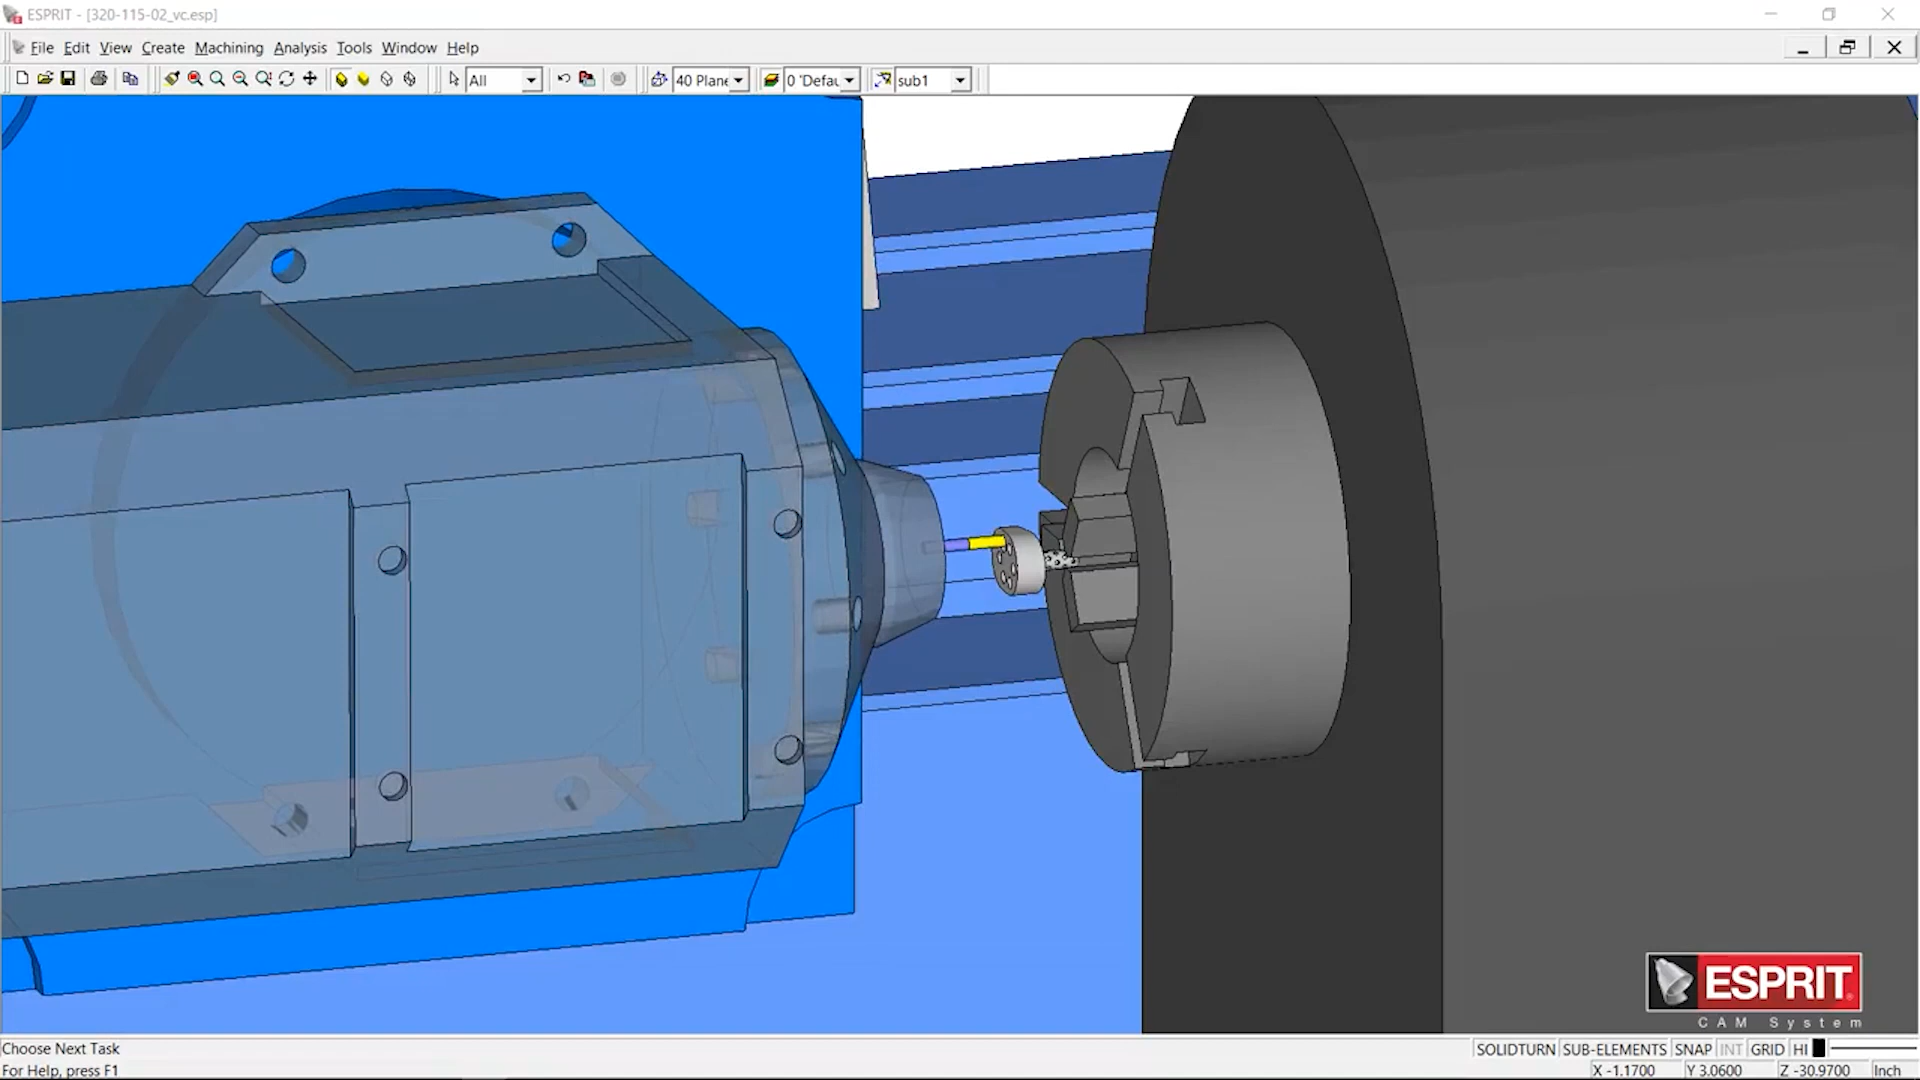 ESPRIT - [320-115-02_vc.esp]
File Edit View Create Machining Analysis Tools Window Help
All 40 Plane 0 'Defau sub1
ESPRIT
CAM System
Choose Next Task SOLIDTURN SUB-ELEMENTS SNAP INT GRID HI
For Help, press F1 X -1.1700 Y 3.0600 Z -30.9700 Inch